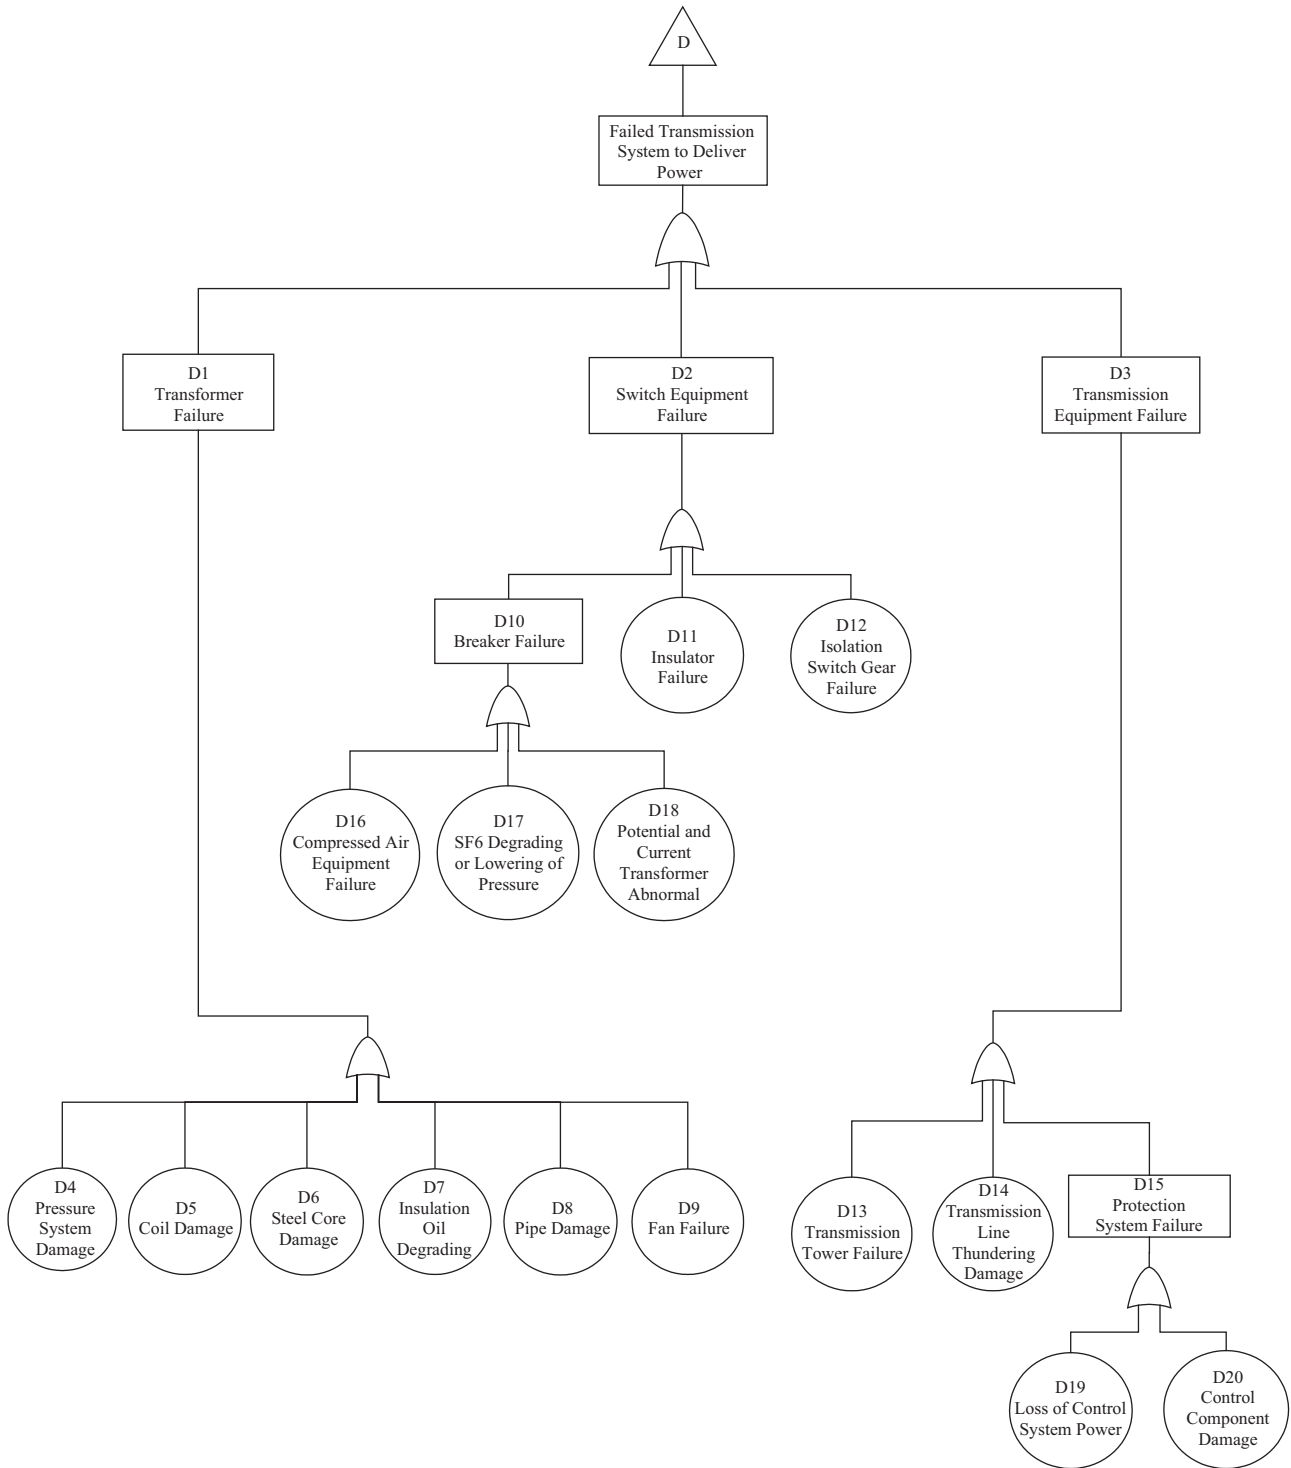 D
Failed Transmission
System to Deliver
Power
D1
Transformer
Failure
D2
Switch Equipment
Failure
D3
Transmission
Equipment Failure
D10
Breaker Failure
D11
Insulator
Failure
D12
Isolation
Switch Gear
Failure
D16
Compressed Air
Equipment
Failure
D17
SF6 Degrading
or Lowering of
Pressure
D18
Potential and
Current
Transformer
Abnormal
D4
Pressure
System
Damage
D5
Coil Damage
D6
Steel Core
Damage
D7
Insulation
Oil
Degrading
D8
Pipe Damage
D9
Fan Failure
D13
Transmission
Tower Failure
D14
Transmission
Line
Thundering
Damage
D15
Protection
System Failure
D19
Loss of Control
System Power
D20
Control
Component
Damage